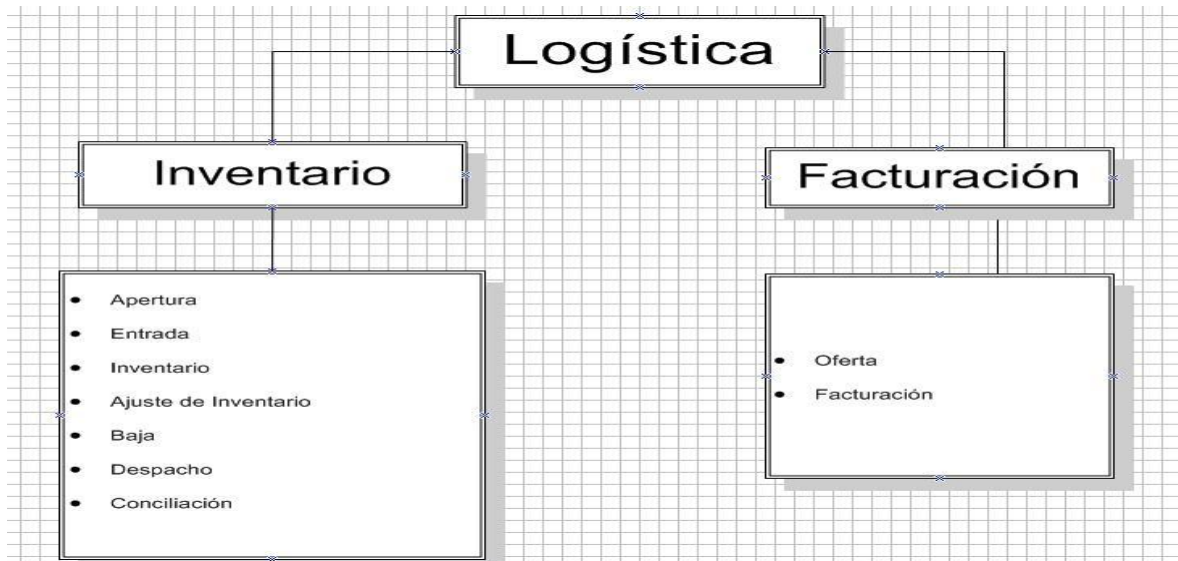 Logística
Inventario
Facturación
• Apertura
• Entrada
• Inventario
• Ajuste de Inventario
• Baja
• Despacho
• Conciliación
• Oferta
• Facturación